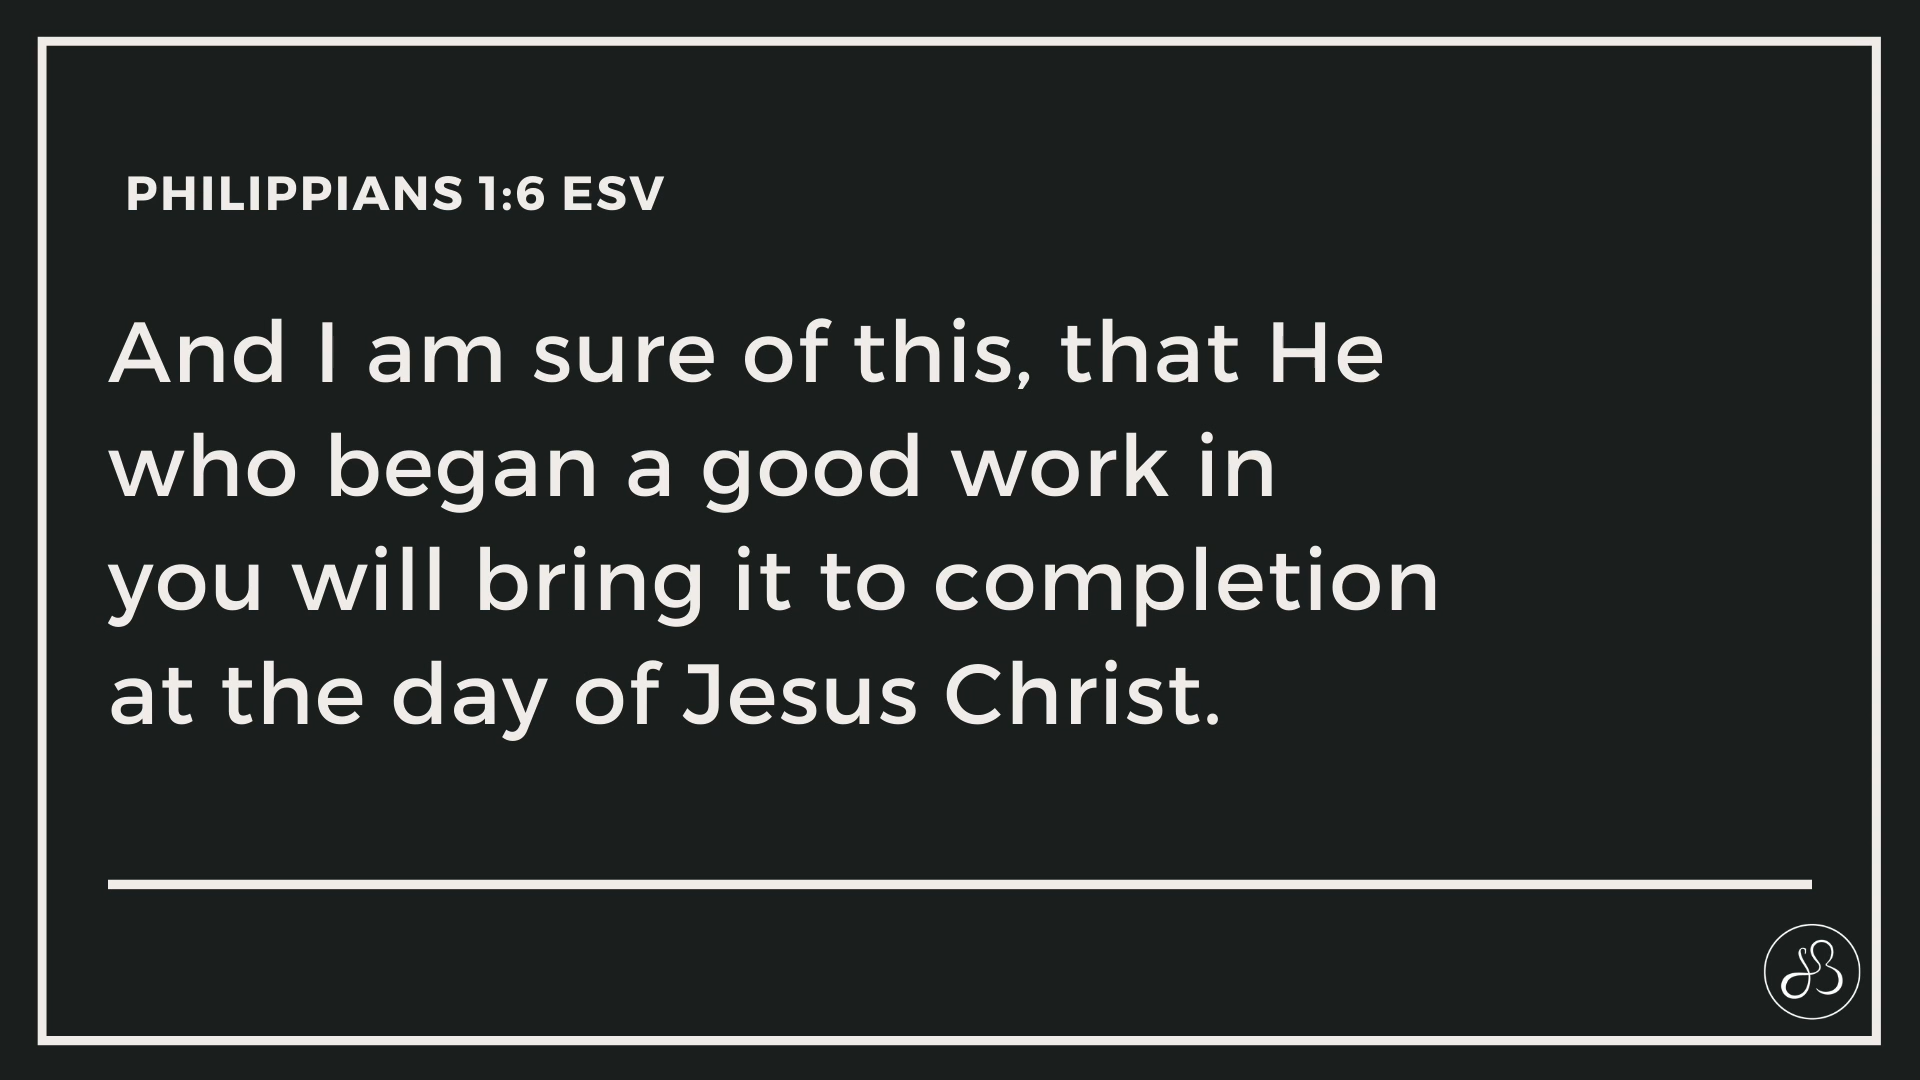 PHILIPPIANS 1:6 ESV
And I am sure of this, that He
who began a good work in
you will bring it to completion
at the day of Jesus Christ.